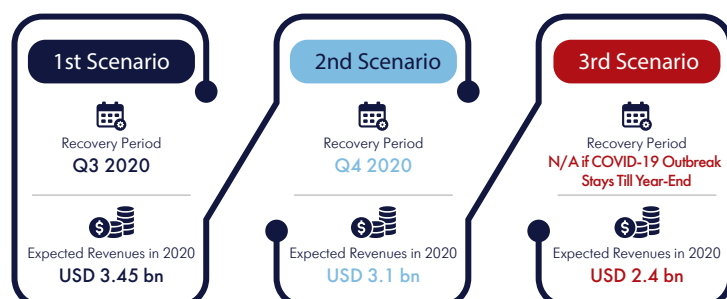 1st Scenario
Recovery Period
Q3 2020
Expected Revenues in 2020
USD 3.45 bn
2nd Scenario
Recovery Period
Q4 2020
Expected Revenues in 2020
USD 3.1 bn
3rd Scenario
Recovery Period
N/A if COVID-19 Outbreak
Stays Till Year-End
Expected Revenues in 2020
USD 2.4 bn